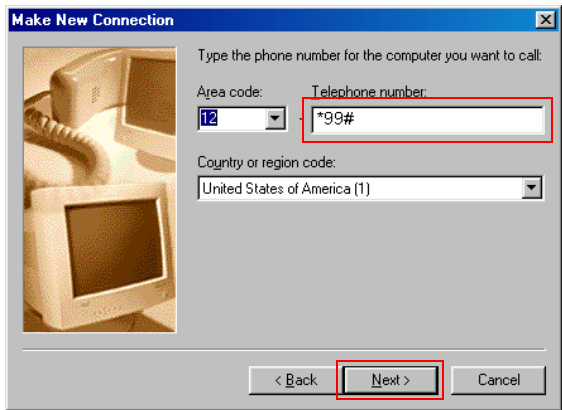 Make New Connection
Type the phone number for the computer you want to call:
Area code: Telephone number:
12 - *99#
Country or region code:
United States of America (1)
< Back Next > Cancel